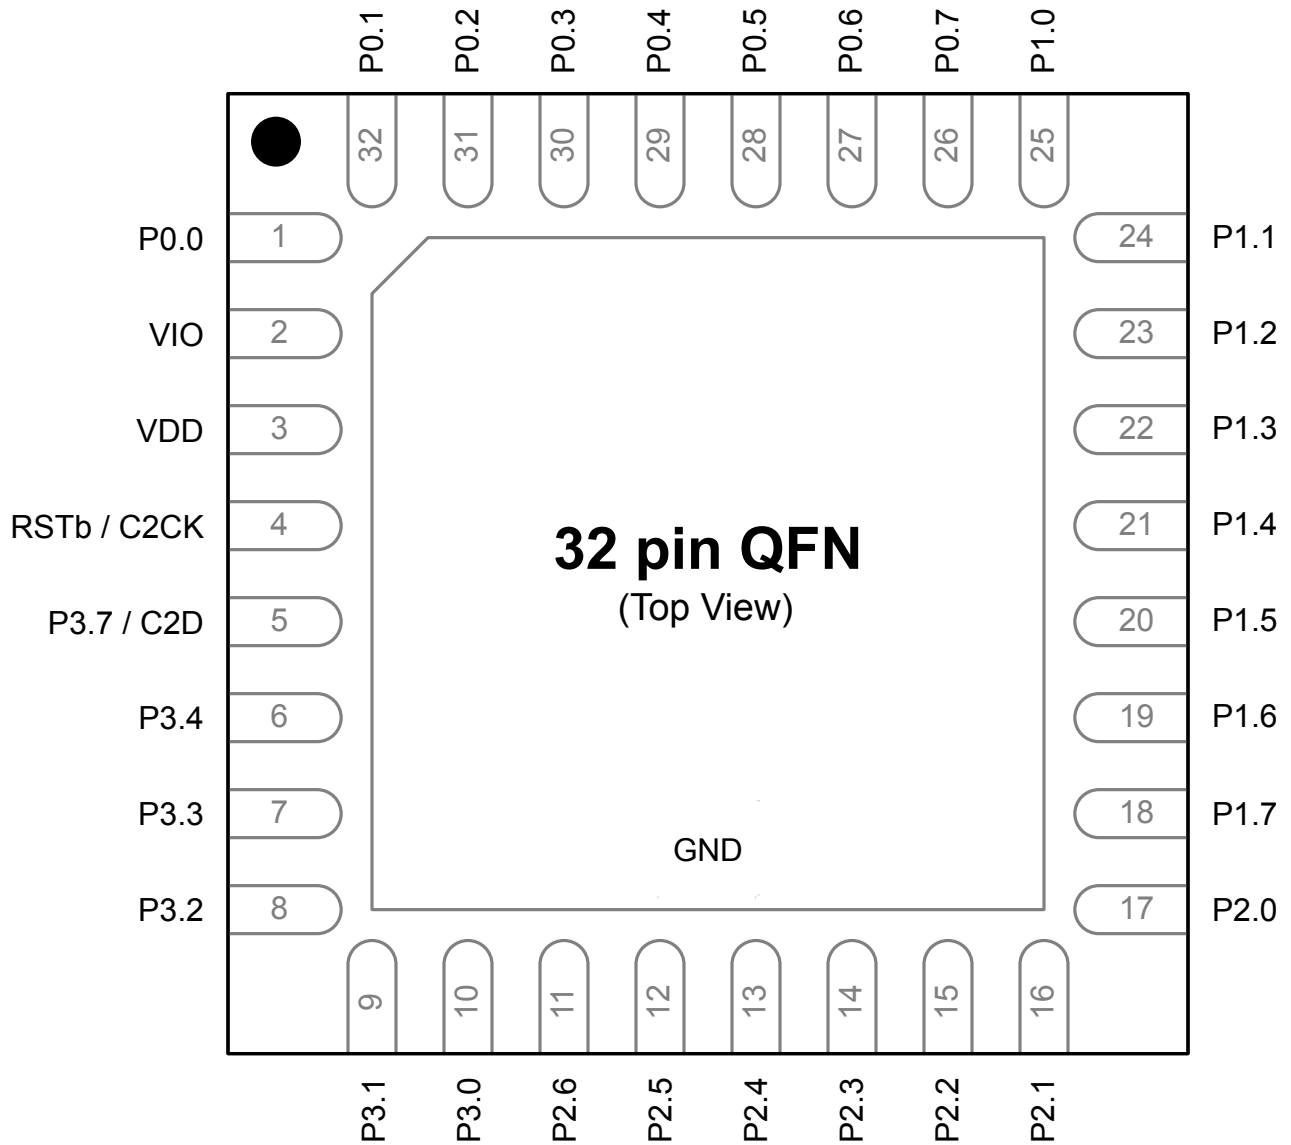 P0.1 P0.2 P0.3 P0.4 P0.5 P0.6 P0.7 P1.0
32 31 30 29 28 27 26 25
P0.0 1 24 P1.1
VIO 2 23 P1.2
VDD 3 22 P1.3
RSTb / C2CK 4 21 P1.4
32 pin QFN
(Top View)
P3.7 / C2D 5 20 P1.5
P3.4 6 19 P1.6
P3.3 7 18 P1.7
GND
P3.2 8 17 P2.0
9 10 11 12 13 14 15 16
P3.1 P3.0 P2.6 P2.5 P2.4 P2.3 P2.2 P2.1